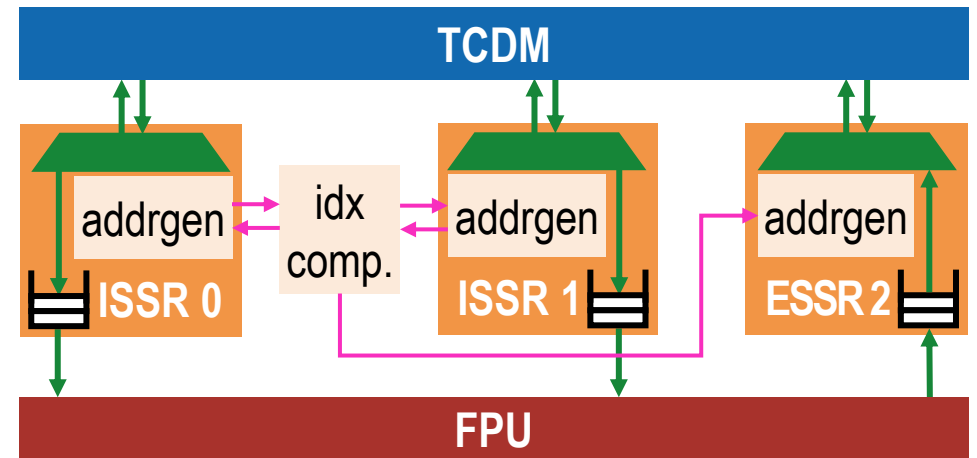 TCDM
addrgen
idx
comp.
addrgen
addrgen
ISSR 0
ISSR 1
ESSR 2
FPU